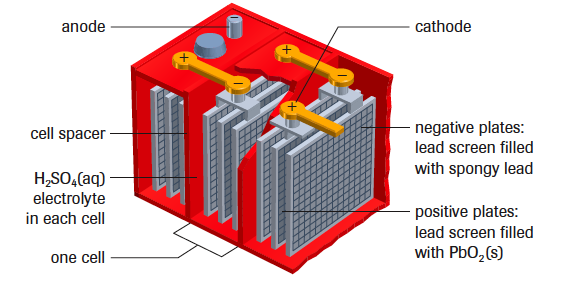 anode
cathode
cell spacer
H₂SO₄(aq)
electrolyte
in each cell
one cell
negative plates:
lead screen filled
with spongy lead
positive plates:
lead screen filled
with PbO₂(s)
−
+
+
−
−
+